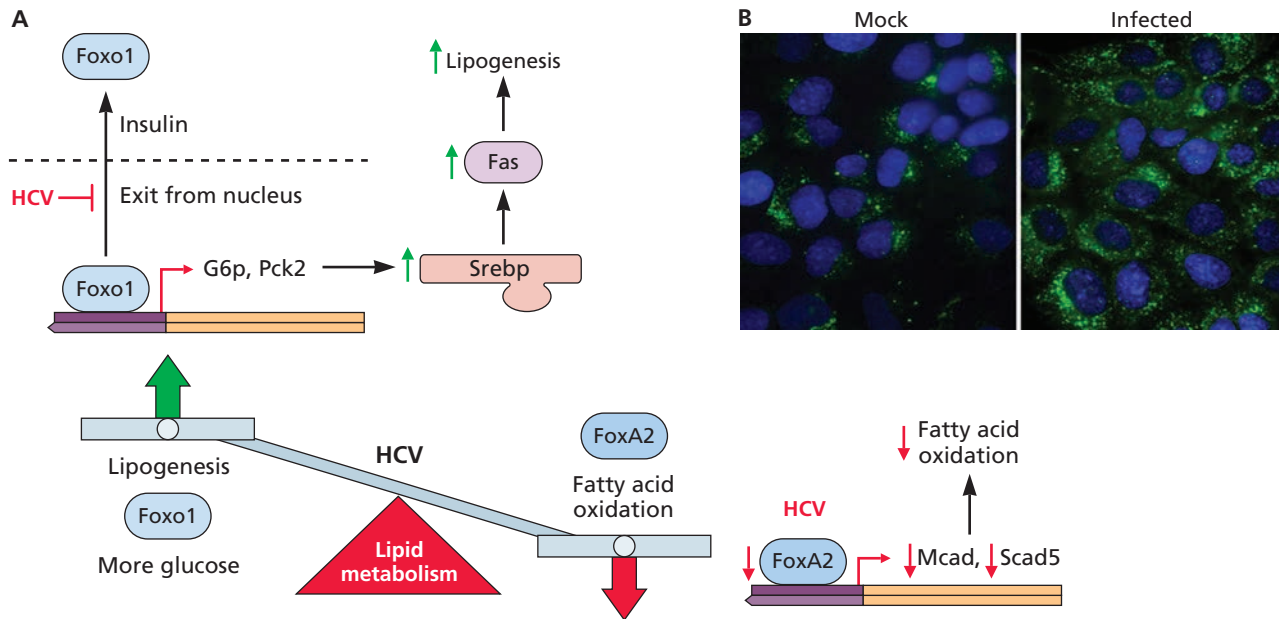 A
Foxo1
Insulin
HCV
Exit from nucleus
Foxo1
G6p, Pck2
Lipogenesis
Fas
Srebp
Lipogenesis
Foxo1
More glucose
HCV
Lipid
metabolism
FoxA2
Fatty acid
oxidation
B
Mock
Infected
Fatty acid
oxidation
HCV
FoxA2
Mcad, Scad5